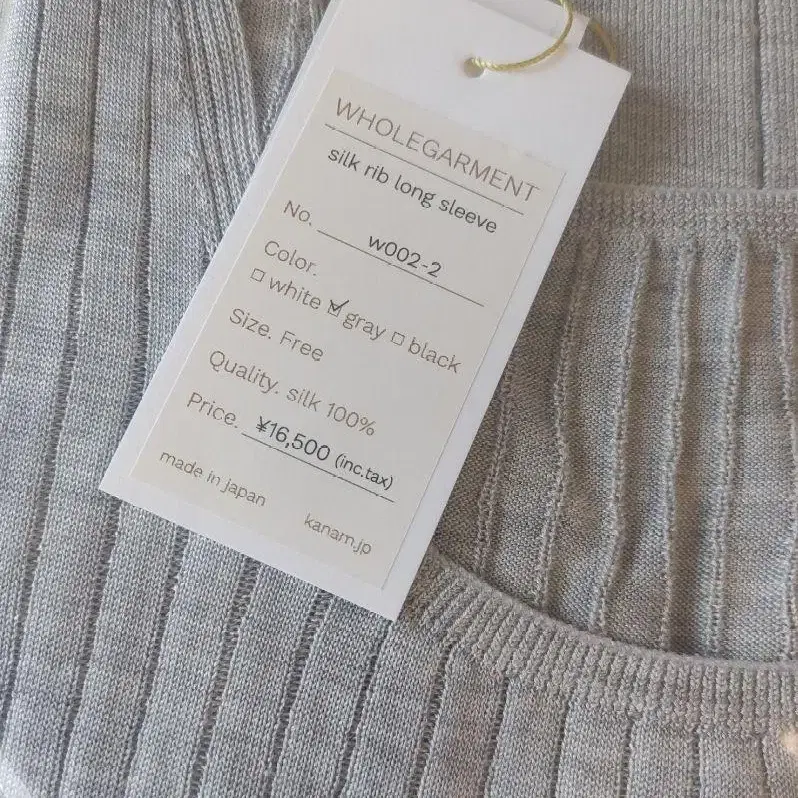 WHOLEGARMENT
silk rib long sleeve
No. w002-2
Color.
□ white ☑ gray □ black
Size. Free
Quality. silk 100%
Price. ¥16,500 (inc.tax)
made in japan
kanam.jp